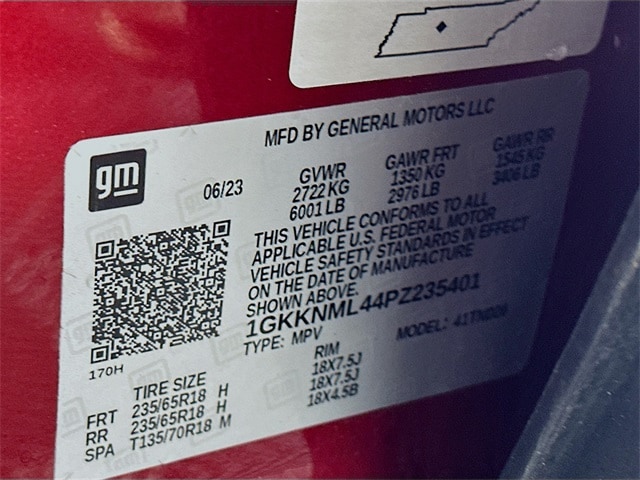 MFD BY GENERAL MOTORS LLC
gm
06/23
GVWR
2722 KG
6001 LB
GAWR FRT
1350 KG
2976 LB
GAWR RR
1545 KG
3406 LB
THIS VEHICLE CONFORMS TO ALL
APPLICABLE U.S. FEDERAL MOTOR
VEHICLE SAFETY STANDARDS IN EFFECT
ON THE DATE OF MANUFACTURE
SHOWN ABOVE.
1GKKNML44PZ235401
TYPE: MPV
MODEL:
170H
TIRE SIZE
RIM
FRT 235/65R18 H 18X7.5J
RR 235/65R18 H 18X7.5J
SPA T135/70R18 M 18X4.5B